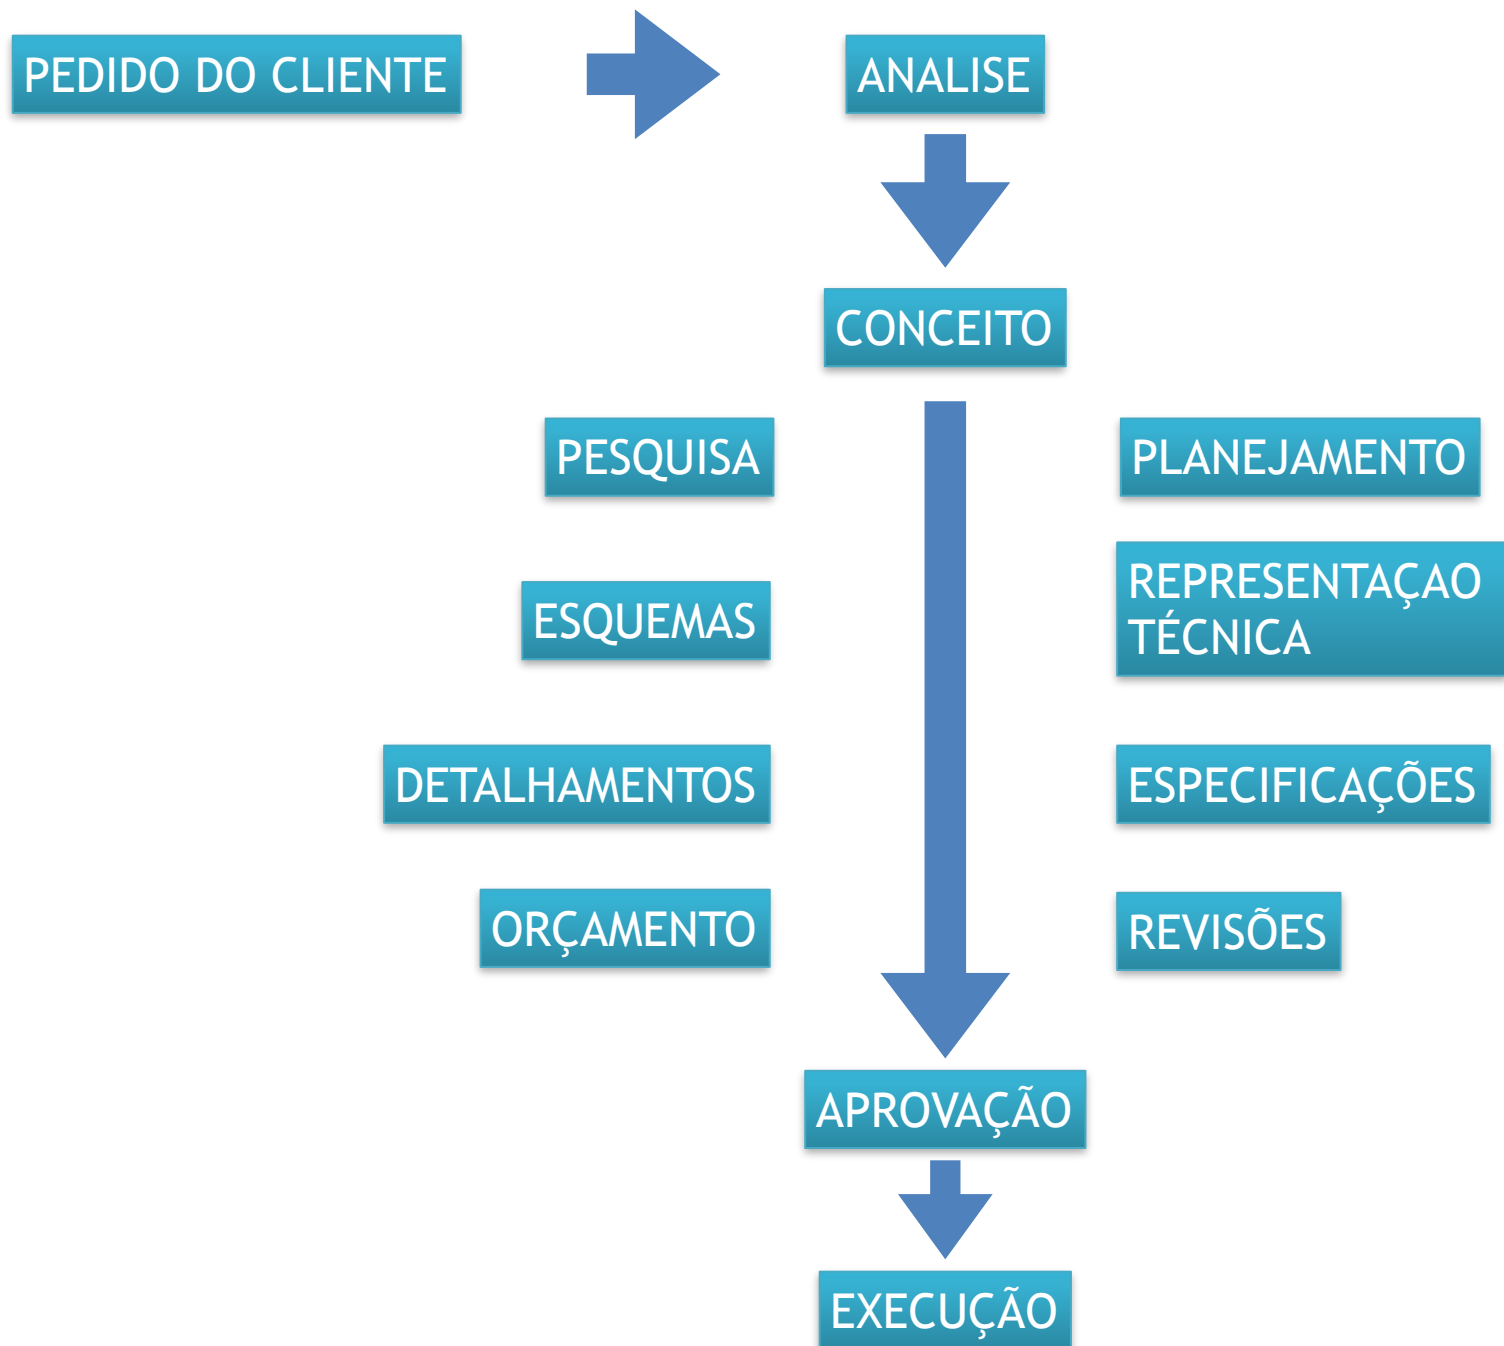 PEDIDO DO CLIENTE
ANALISE
CONCEITO
PESQUISA
PLANEJAMENTO
ESQUEMAS
REPRESENTAÇAO
TÉCNICA
DETALHAMENTOS
ESPECIFICAÇÕES
ORÇAMENTO
REVISÕES
APROVAÇÃO
EXECUÇÃO